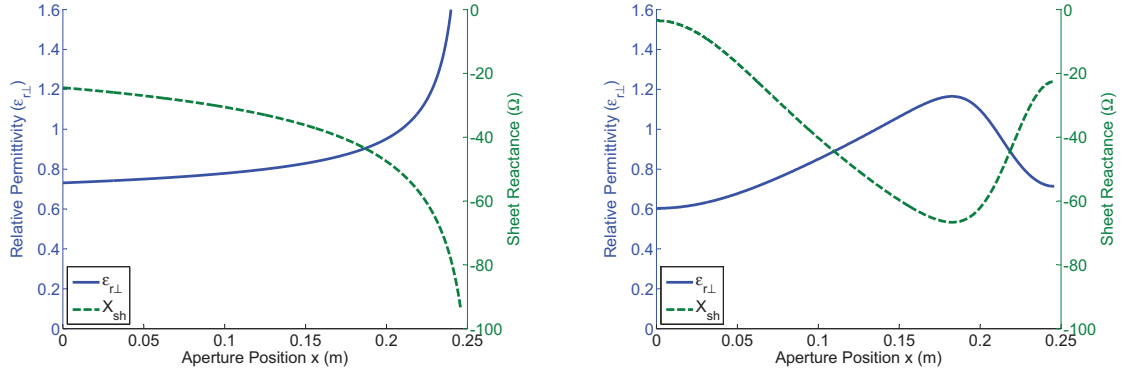 1.6
1.4
1.2
1
0.8
0.6
0.4
0.2
0
Relative Permittivity (εr⊥)
0
-20
-40
-60
-80
-100
Sheet Reactance (Ω)
εr⊥
Xsh
0 0.05 0.1 0.15 0.2 0.25
Aperture Position x (m)
1.6
1.4
1.2
1
0.8
0.6
0.4
0.2
0
Relative Permittivity (εr⊥)
0
-20
-40
-60
-80
-100
Sheet Reactance (Ω)
εr⊥
Xsh
0 0.05 0.1 0.15 0.2 0.25
Aperture Position x (m)